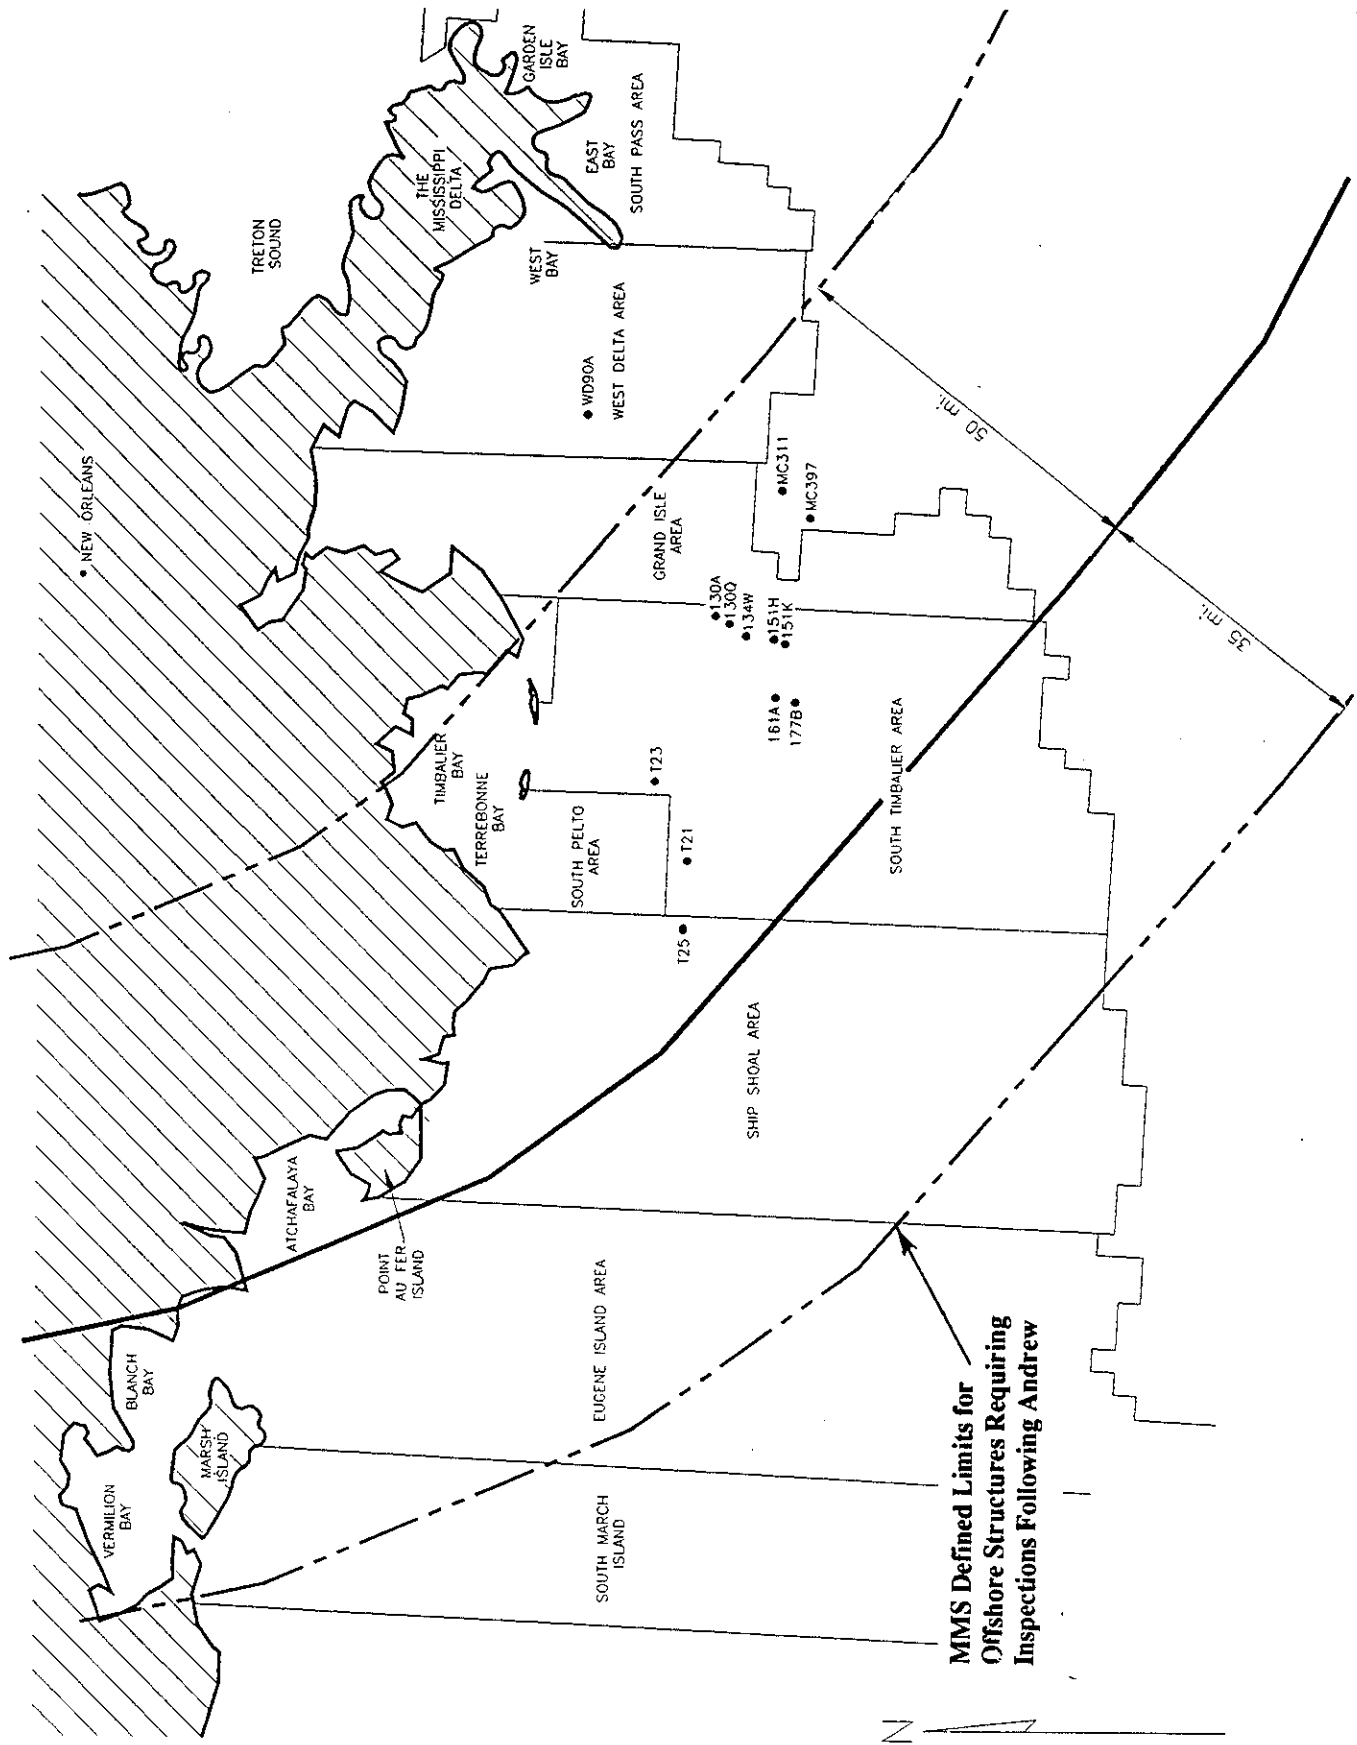 NEW ORLEANS
TRETON
SOUND
THE
MISSISSIPPI
DELTA
GARDEN
ISLE
BAY
EAST
BAY
SOUTH PASS AREA
WEST
BAY
WD90A
WEST DELTA AREA
GRAND ISLE
AREA
MC311
MC397
130A
130Q
134W
151H
151K
161A
177B
TIMBALIER
BAY
TERREBONNE
BAY
SOUTH PELTO
AREA
T23
T21
T25
SOUTH TIMBALIER AREA
SHIP SHOAL AREA
50 mi.
35 mi.
ATCHAFALAYA
BAY
POINT
AU FER
ISLAND
BLANCH
BAY
VERMILION
BAY
MARSH
ISLAND
EUGENE ISLAND AREA
SOUTH MARCH
ISLAND
MMS Defined Limits for
Offshore Structures Requiring
Inspections Following Andrew
N